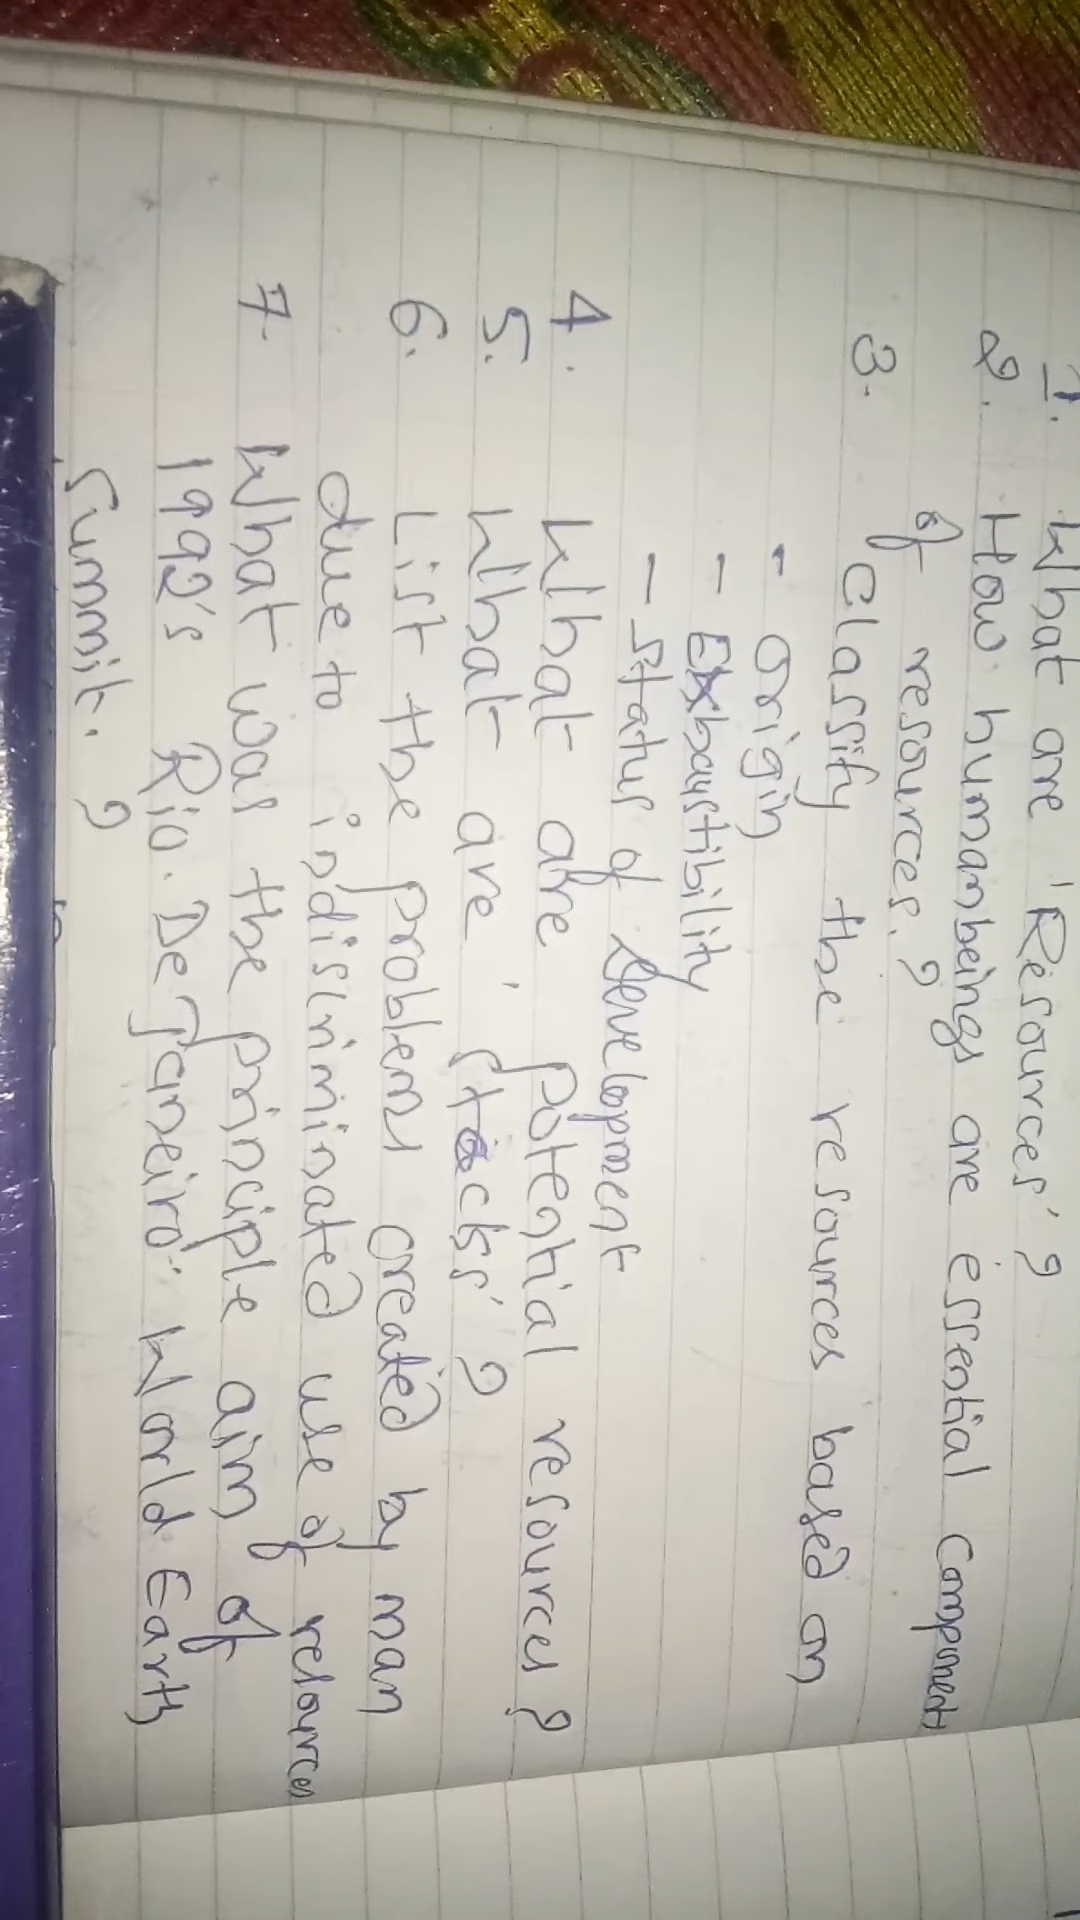 1. What are 'Resources' ?
2. How human beings are essential components
of resources. ?
3. Classify the resources based on
- Origin
- Exhaustibility
- Status of Development
4. What are Potential resources ?
5. What are 'Stocks' ?
6. List the problems created by man
due to indiscriminated use of resources
7. What was the principle aim of
1992's Rio. De Janeiro. World Earth
Summit. ?